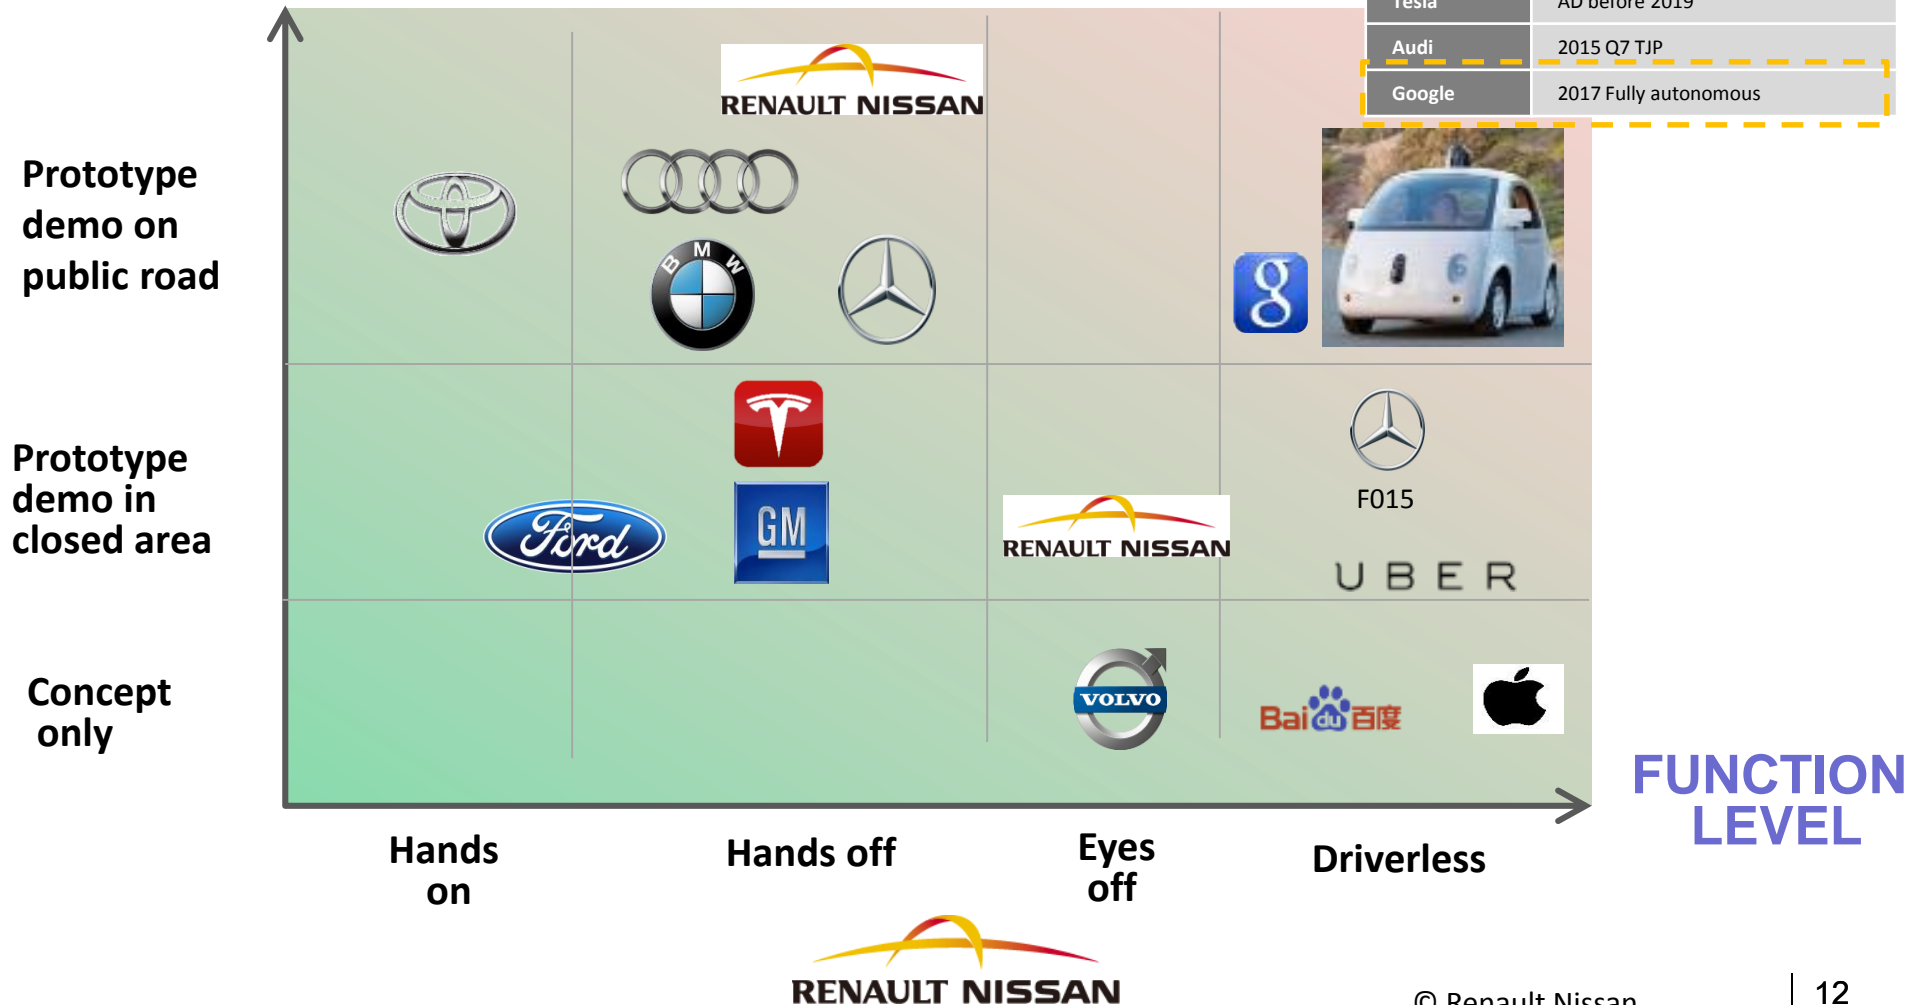 Tesla AD before 2019
Audi 2015 Q7 TJP
Google 2017 Fully autonomous
RENAULT NISSAN
Prototype
demo on
public road
BMW
g
Prototype
demo in
closed area
T
Ford
GM
RENAULT NISSAN
F015
UBER
Concept
only
VOLVO
Bai du 百度
FUNCTION
LEVEL
Hands
on
Hands off
Eyes
off
Driverless
RENAULT NISSAN
© Renault Nissan
12